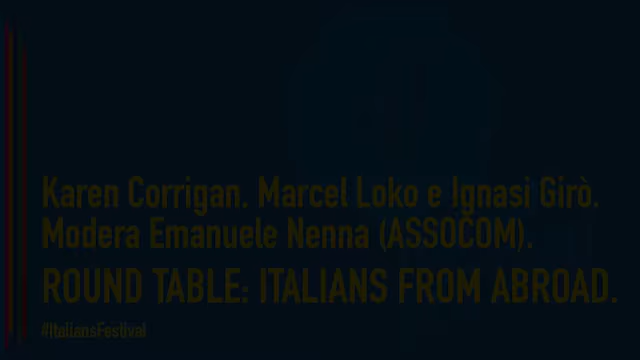 Karen Corrigan. Marcel Loko e Ignasi Girò.
Modera Emanuele Nenna (ASSOCOM).
ROUND TABLE: ITALIANS FROM ABROAD.
#ItaliansFestival